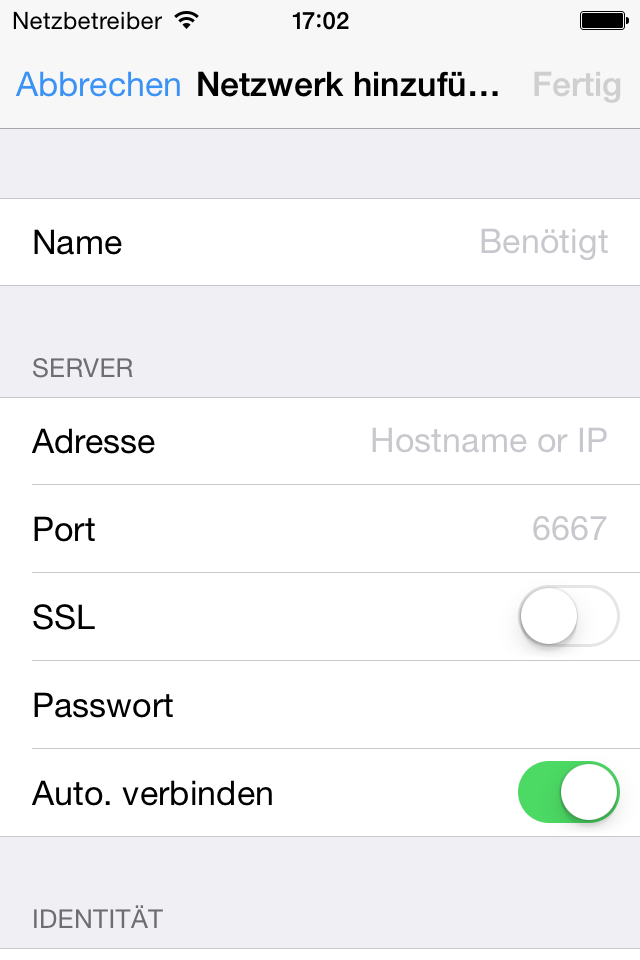 Netzbetreiber 17:02
Abbrechen Netzwerk hinzufü... Fertig
Name Benötigt
SERVER
Adresse Hostname or IP
Port 6667
SSL
Passwort
Auto. verbinden
IDENTITÄT